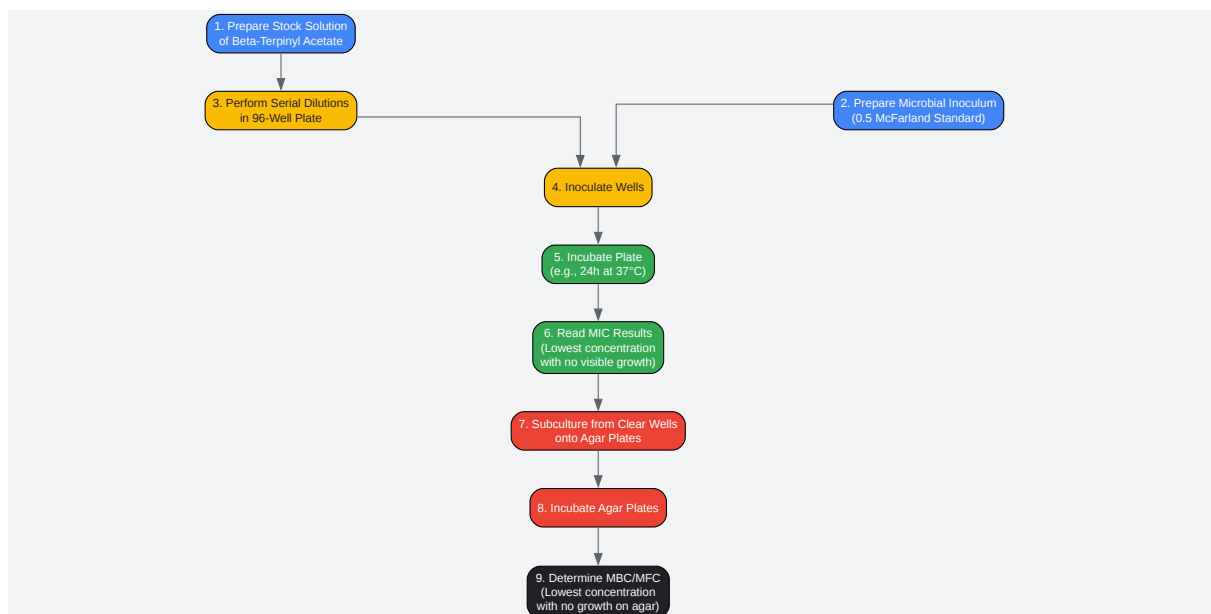 1. Prepare Stock Solution
of Beta-Terpinyl Acetate
3. Perform Serial Dilutions
in 96-Well Plate
2. Prepare Microbial Inoculum
(0.5 McFarland Standard)
4. Inoculate Wells
5. Incubate Plate
(e.g., 24h at 37°C)
6. Read MIC Results
(Lowest concentration
with no visible growth)
7. Subculture from Clear Wells
onto Agar Plates
8. Incubate Agar Plates
9. Determine MBC/MFC
(Lowest concentration
with no growth on agar)